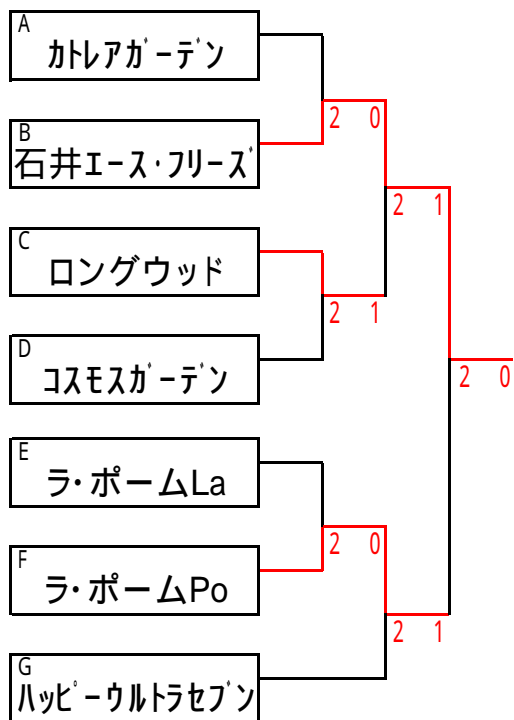 A
カトレアガーデン
2 0
B
石井エース・フリーズ
2 1
C
ロングウッド
2 1
D
コスモスガーデン
2 0
E
ラ・ポームLa
2 0
F
ラ・ポームPo
2 1
G
ハッピーウルトラセブン